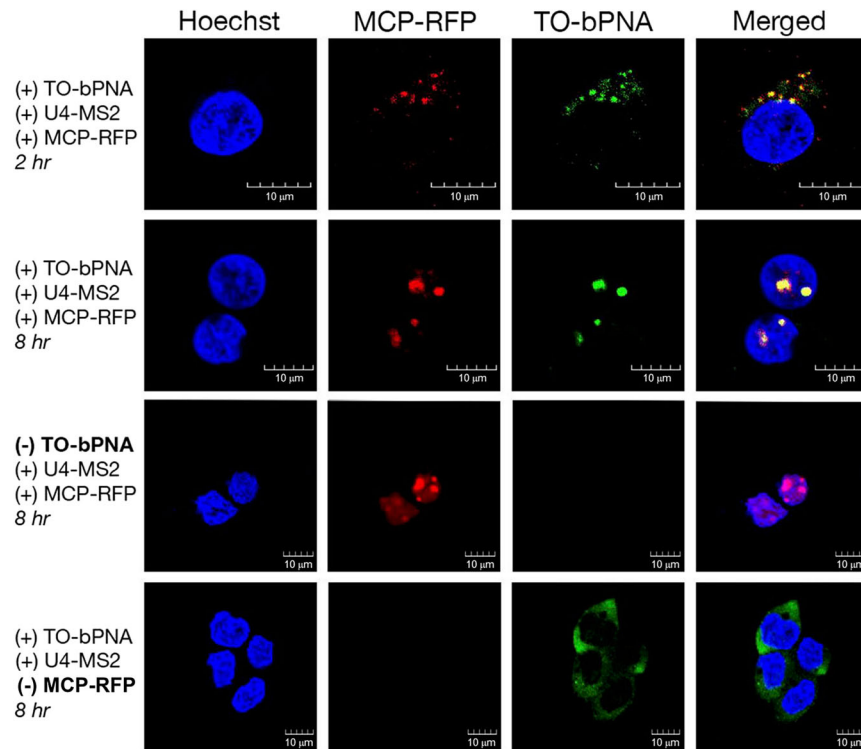 Hoechst MCP-RFP TO-bPNA Merged
(+) TO-bPNA
(+) U4-MS2
(+) MCP-RFP
2 hr
10 μm 10 μm 10 μm 10 μm
(+) TO-bPNA
(+) U4-MS2
(+) MCP-RFP
8 hr
10 μm 10 μm 10 μm 10 μm
(-) TO-bPNA
(+) U4-MS2
(+) MCP-RFP
8 hr
10 μm 10 μm 10 μm 10 μm
(+) TO-bPNA
(+) U4-MS2
(-) MCP-RFP
8 hr
10 μm 10 μm 10 μm 10 μm